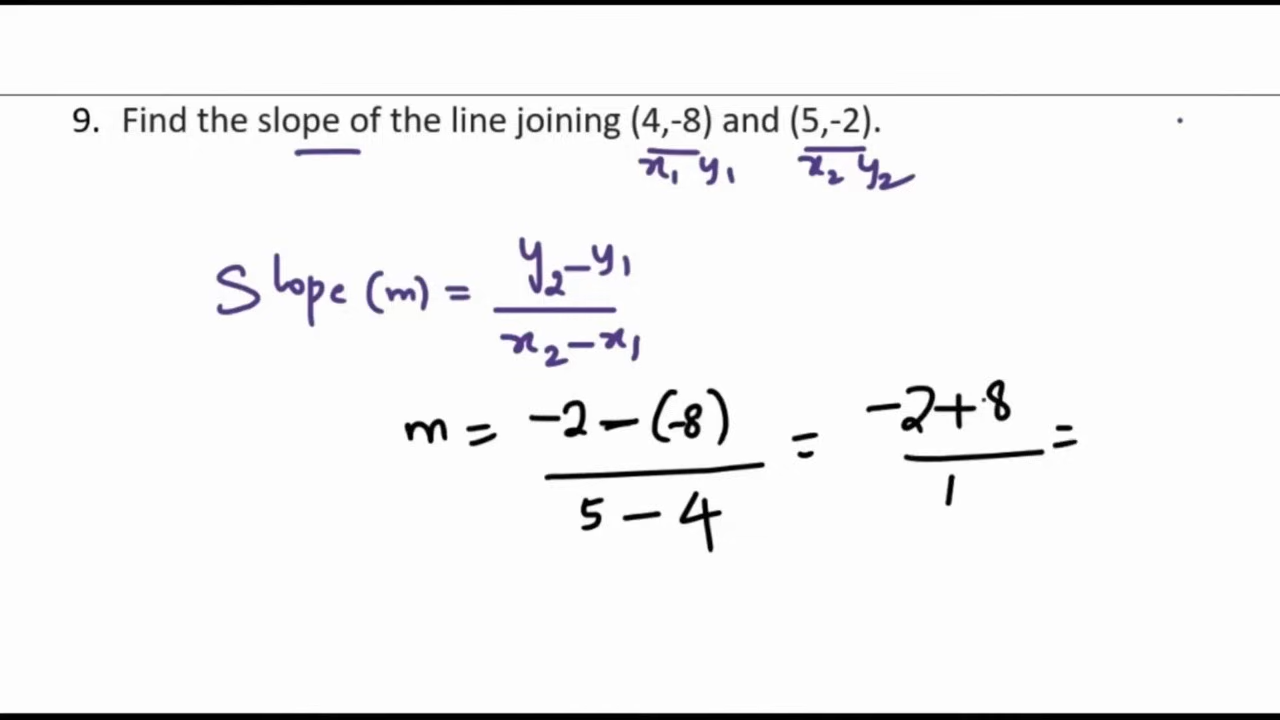 9. Find the slope of the line joining (4,-8) and (5,-2).
x₁ y₁ x₂ y₂
Slope (m) = y₂-y₁ / x₂-x₁
m = -2-(-8) / 5-4 = -2+8 / 1 =